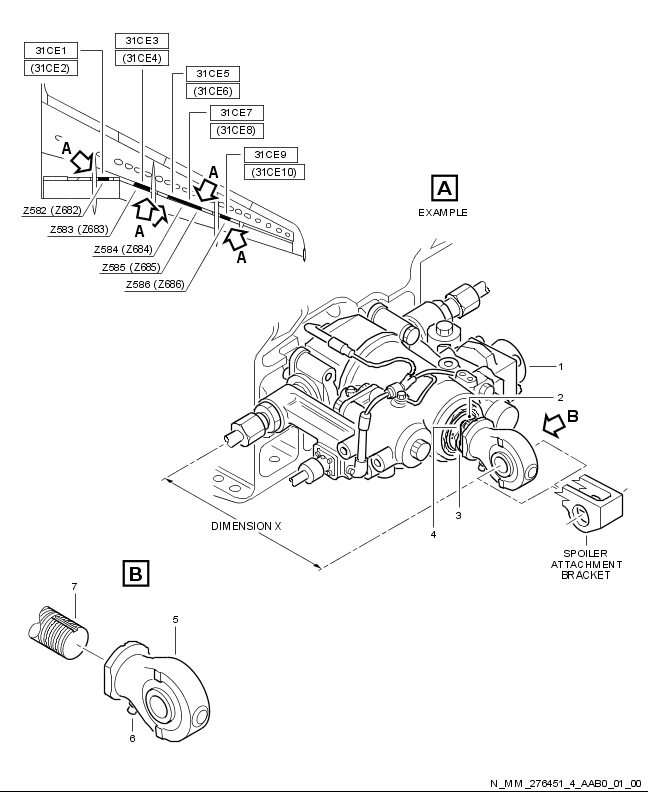 31CE1
(31CE2)
31CE3
(31CE4)
31CE5
(31CE6)
31CE7
(31CE8)
31CE9
(31CE10)
A
A
A
A
Z582 (Z682)
Z583 (Z683)
Z584 (Z684)
Z585 (Z685)
Z586 (Z686)
A
EXAMPLE
1
2
B
3
4
DIMENSION X
SPOILER
ATTACHMENT
BRACKET
B
7
5
6
N_MM_276451_4_AAB0_01_00